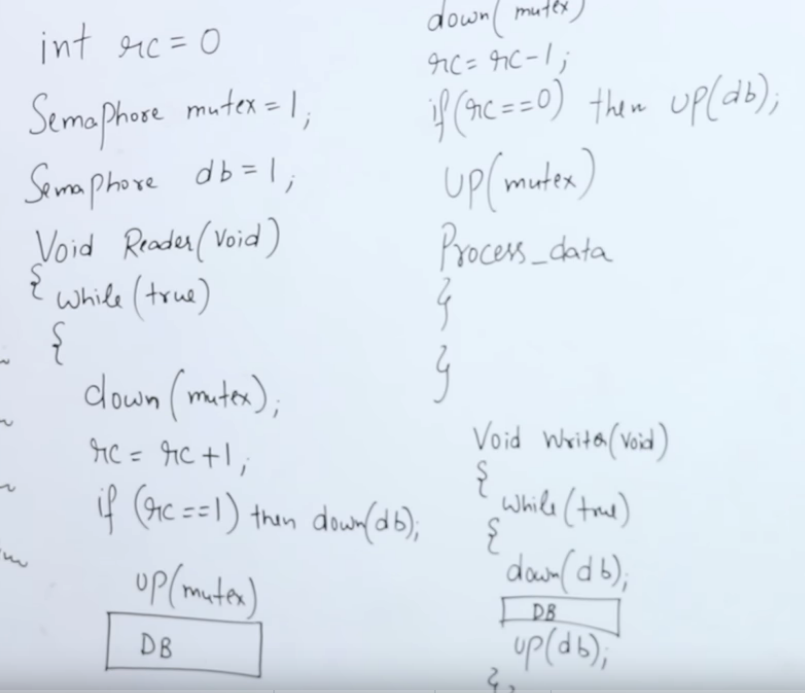 int rc = 0
Semaphore mutex = 1;
Semaphore db = 1;
Void Reader(Void)
{ while(true)
{
down(mutex);
rc = rc + 1;
if (rc == 1) then down(db);
up(mutex)
DB
down(mutex)
rc = rc - 1;
if(rc == 0) then up(db);
up(mutex)
Process_data
}
}
Void Writer(Void)
{
while(true)
{
down(db);
DB
up(db);
}